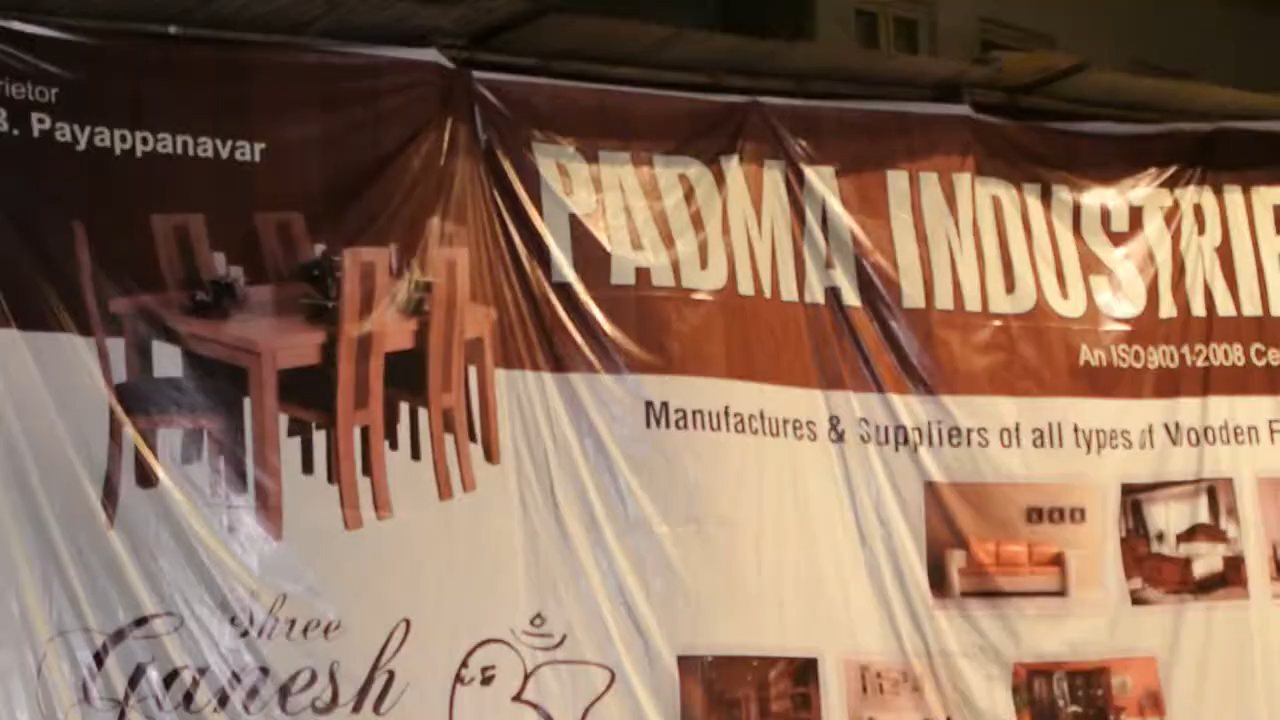 rietor
B. Payappanavar
PADMA INDUSTRIE
An ISO 9001-2008 Ce
Manufactures & Suppliers of all types of Wooden F
Shree
Ganesh